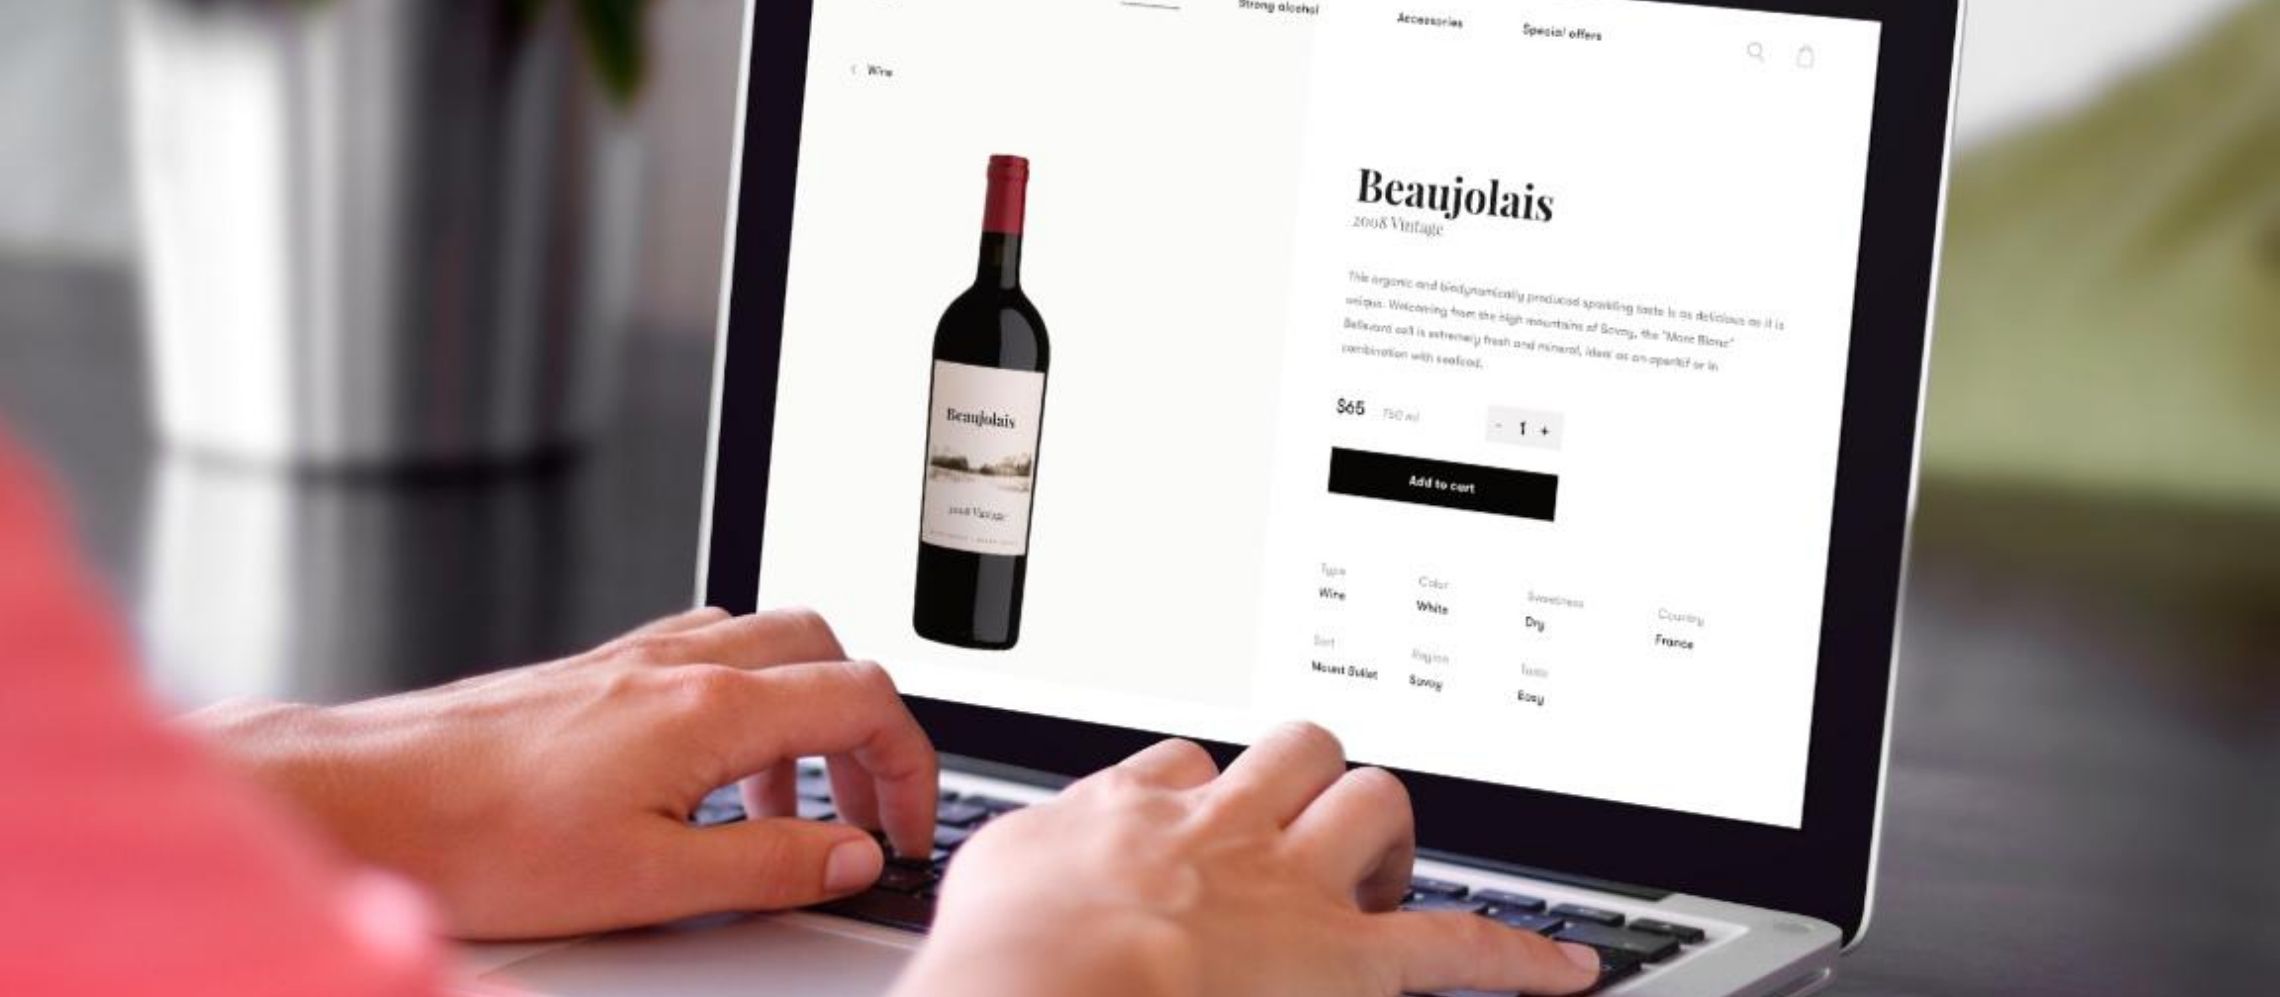 Strong alcohol
Accessories
Special offers
Wine
Beaujolais
2008 Vintage
This organic and biodynamically produced sparkling taste is as delicious as it is
unique. Welcoming from the high mountains of Savoy, the "Mont Blanc"
Belluard cell is extremely fresh and mineral, ideal as an aperitif or in
combination with seafood.
$65 750 ml
- 1 +
Add to cart
Type
Wine
Color
White
Sweetness
Dry
Country
France
Sort
Mount Sullet
Region
Savoy
Taste
Easy
Beaujolais
2008 Vintage